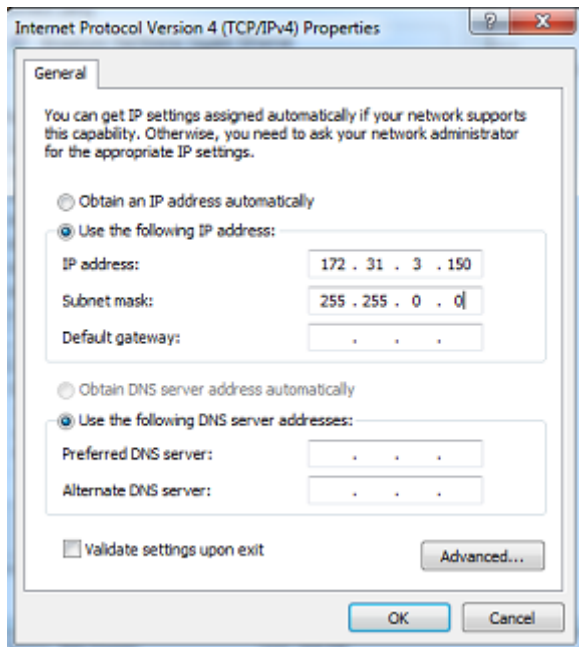 Internet Protocol Version 4 (TCP/IPv4) Properties
General
You can get IP settings assigned automatically if your network supports
this capability. Otherwise, you need to ask your network administrator
for the appropriate IP settings.
Obtain an IP address automatically
Use the following IP address:
IP address: 172 . 31 . 3 . 150
Subnet mask: 255 . 255 . 0 . 0
Default gateway: . . .
Obtain DNS server address automatically
Use the following DNS server addresses:
Preferred DNS server: . . .
Alternate DNS server: . . .
Validate settings upon exit
Advanced...
OK Cancel